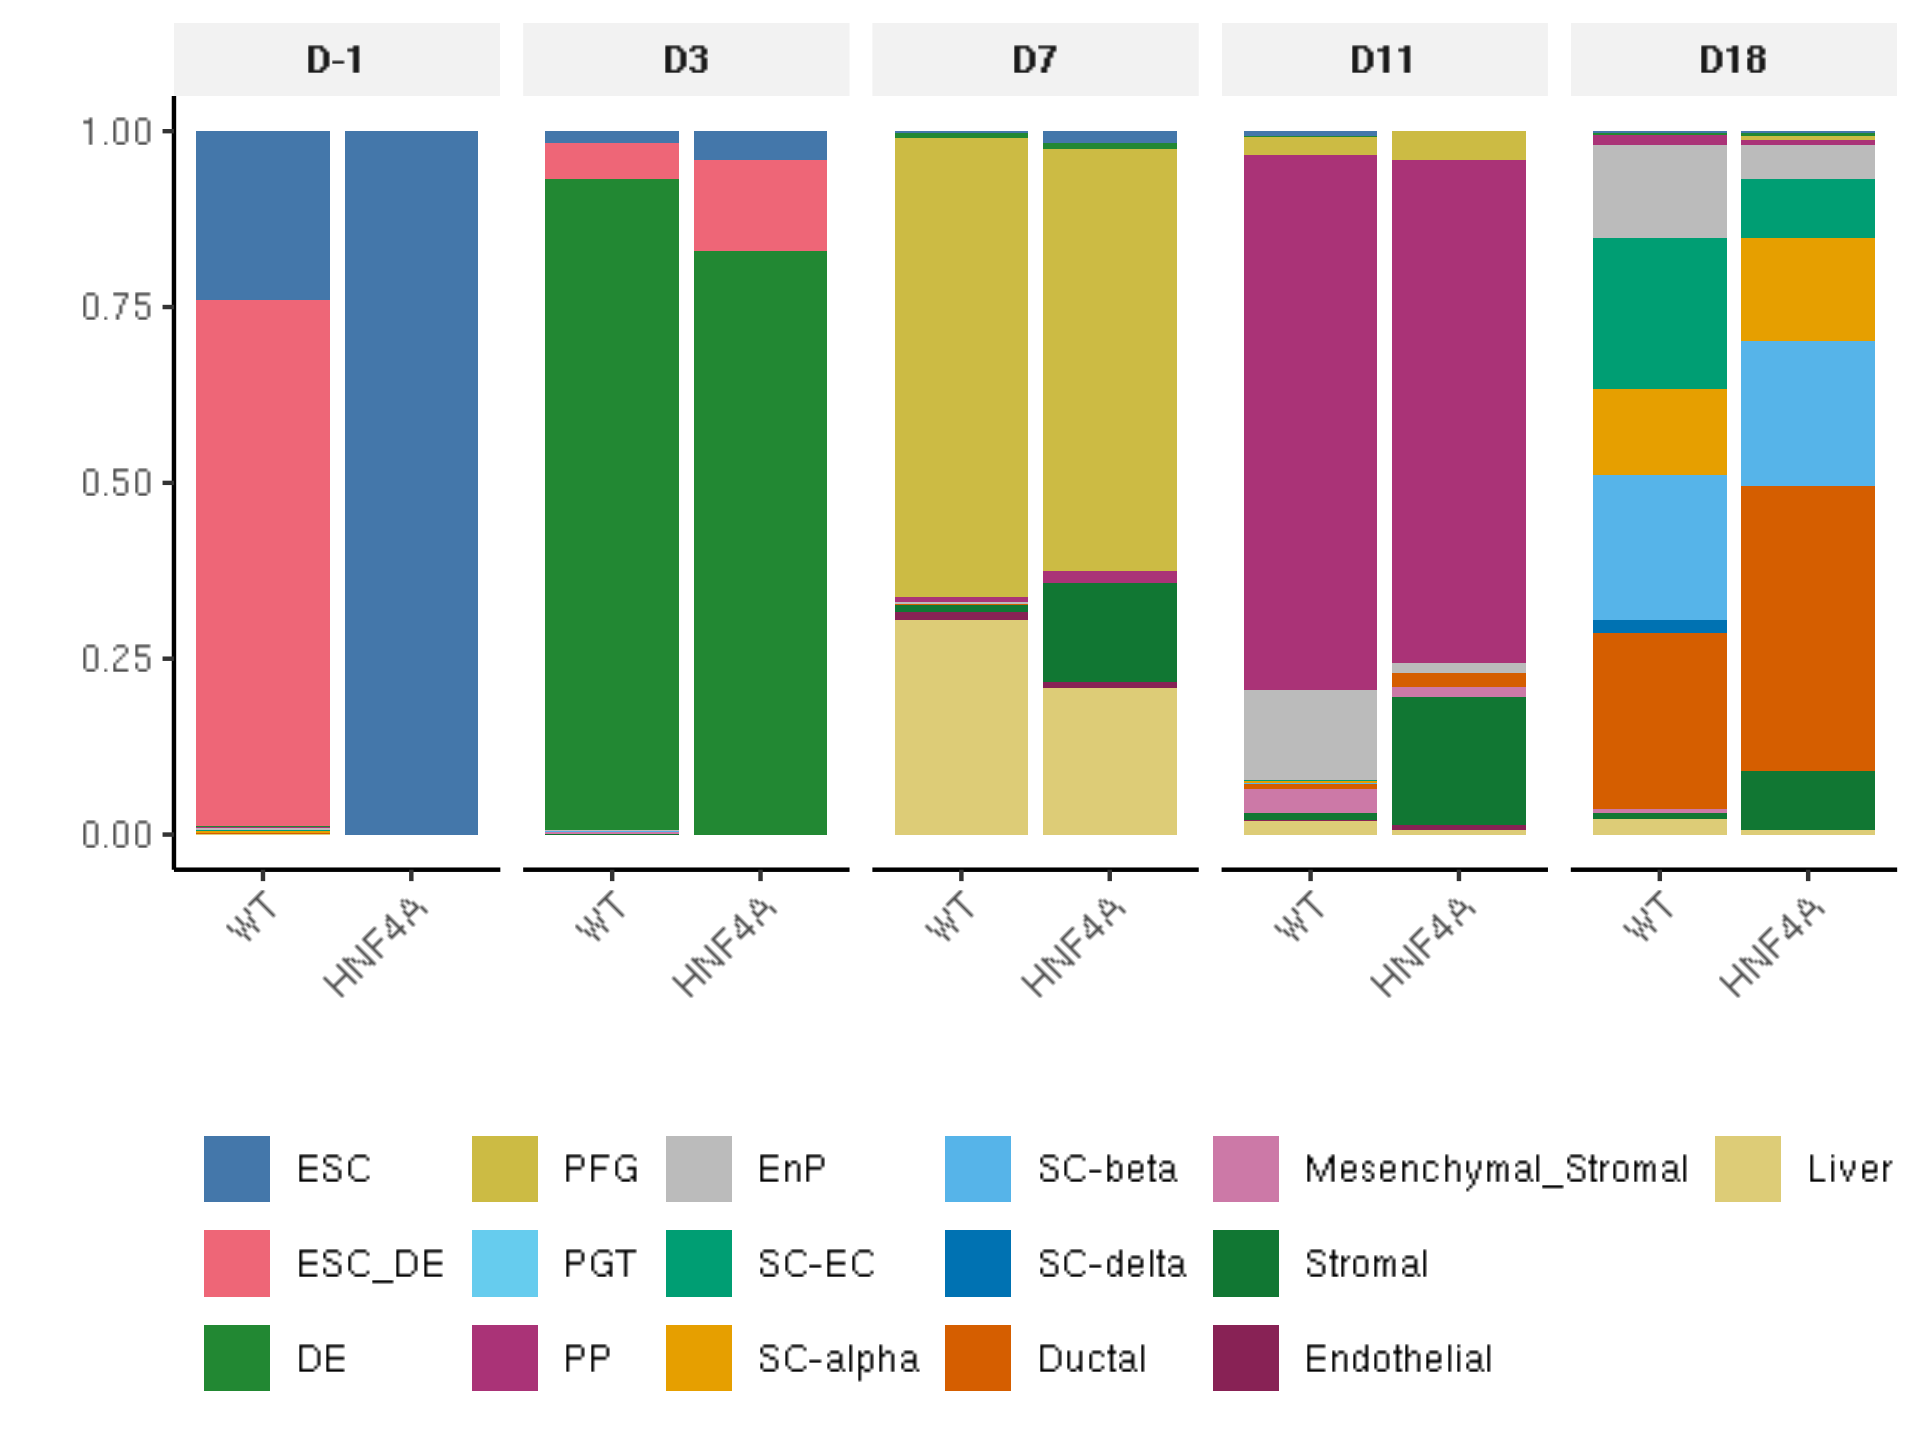 D-1 D3 D7 D11 D18
1.00
0.75
0.50
0.25
0.00
WT HNF4A WT HNF4A WT HNF4A WT HNF4A WT HNF4A
ESC PFG EnP SC-beta Mesenchymal_Stromal Liver
ESC_DE PGT SC-EC SC-delta Stromal
DE PP SC-alpha Ductal Endothelial